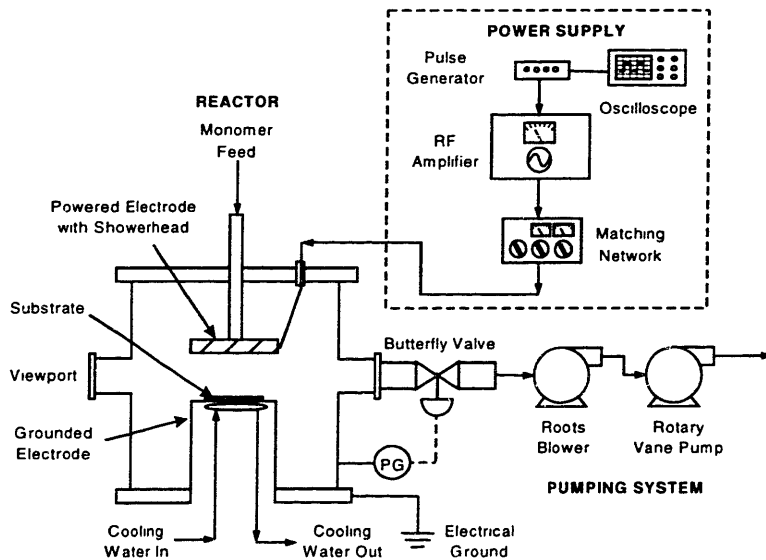 POWER SUPPLY
Pulse
Generator
Oscilloscope
RF
Amplifier
Matching
Network
REACTOR
Monomer
Feed
Powered Electrode
with Showerhead
Substrate
Viewport
Grounded
Electrode
Butterfly Valve
Roots
Blower
Rotary
Vane Pump
PG
PUMPING SYSTEM
Cooling
Water In
Cooling
Water Out
Electrical
Ground